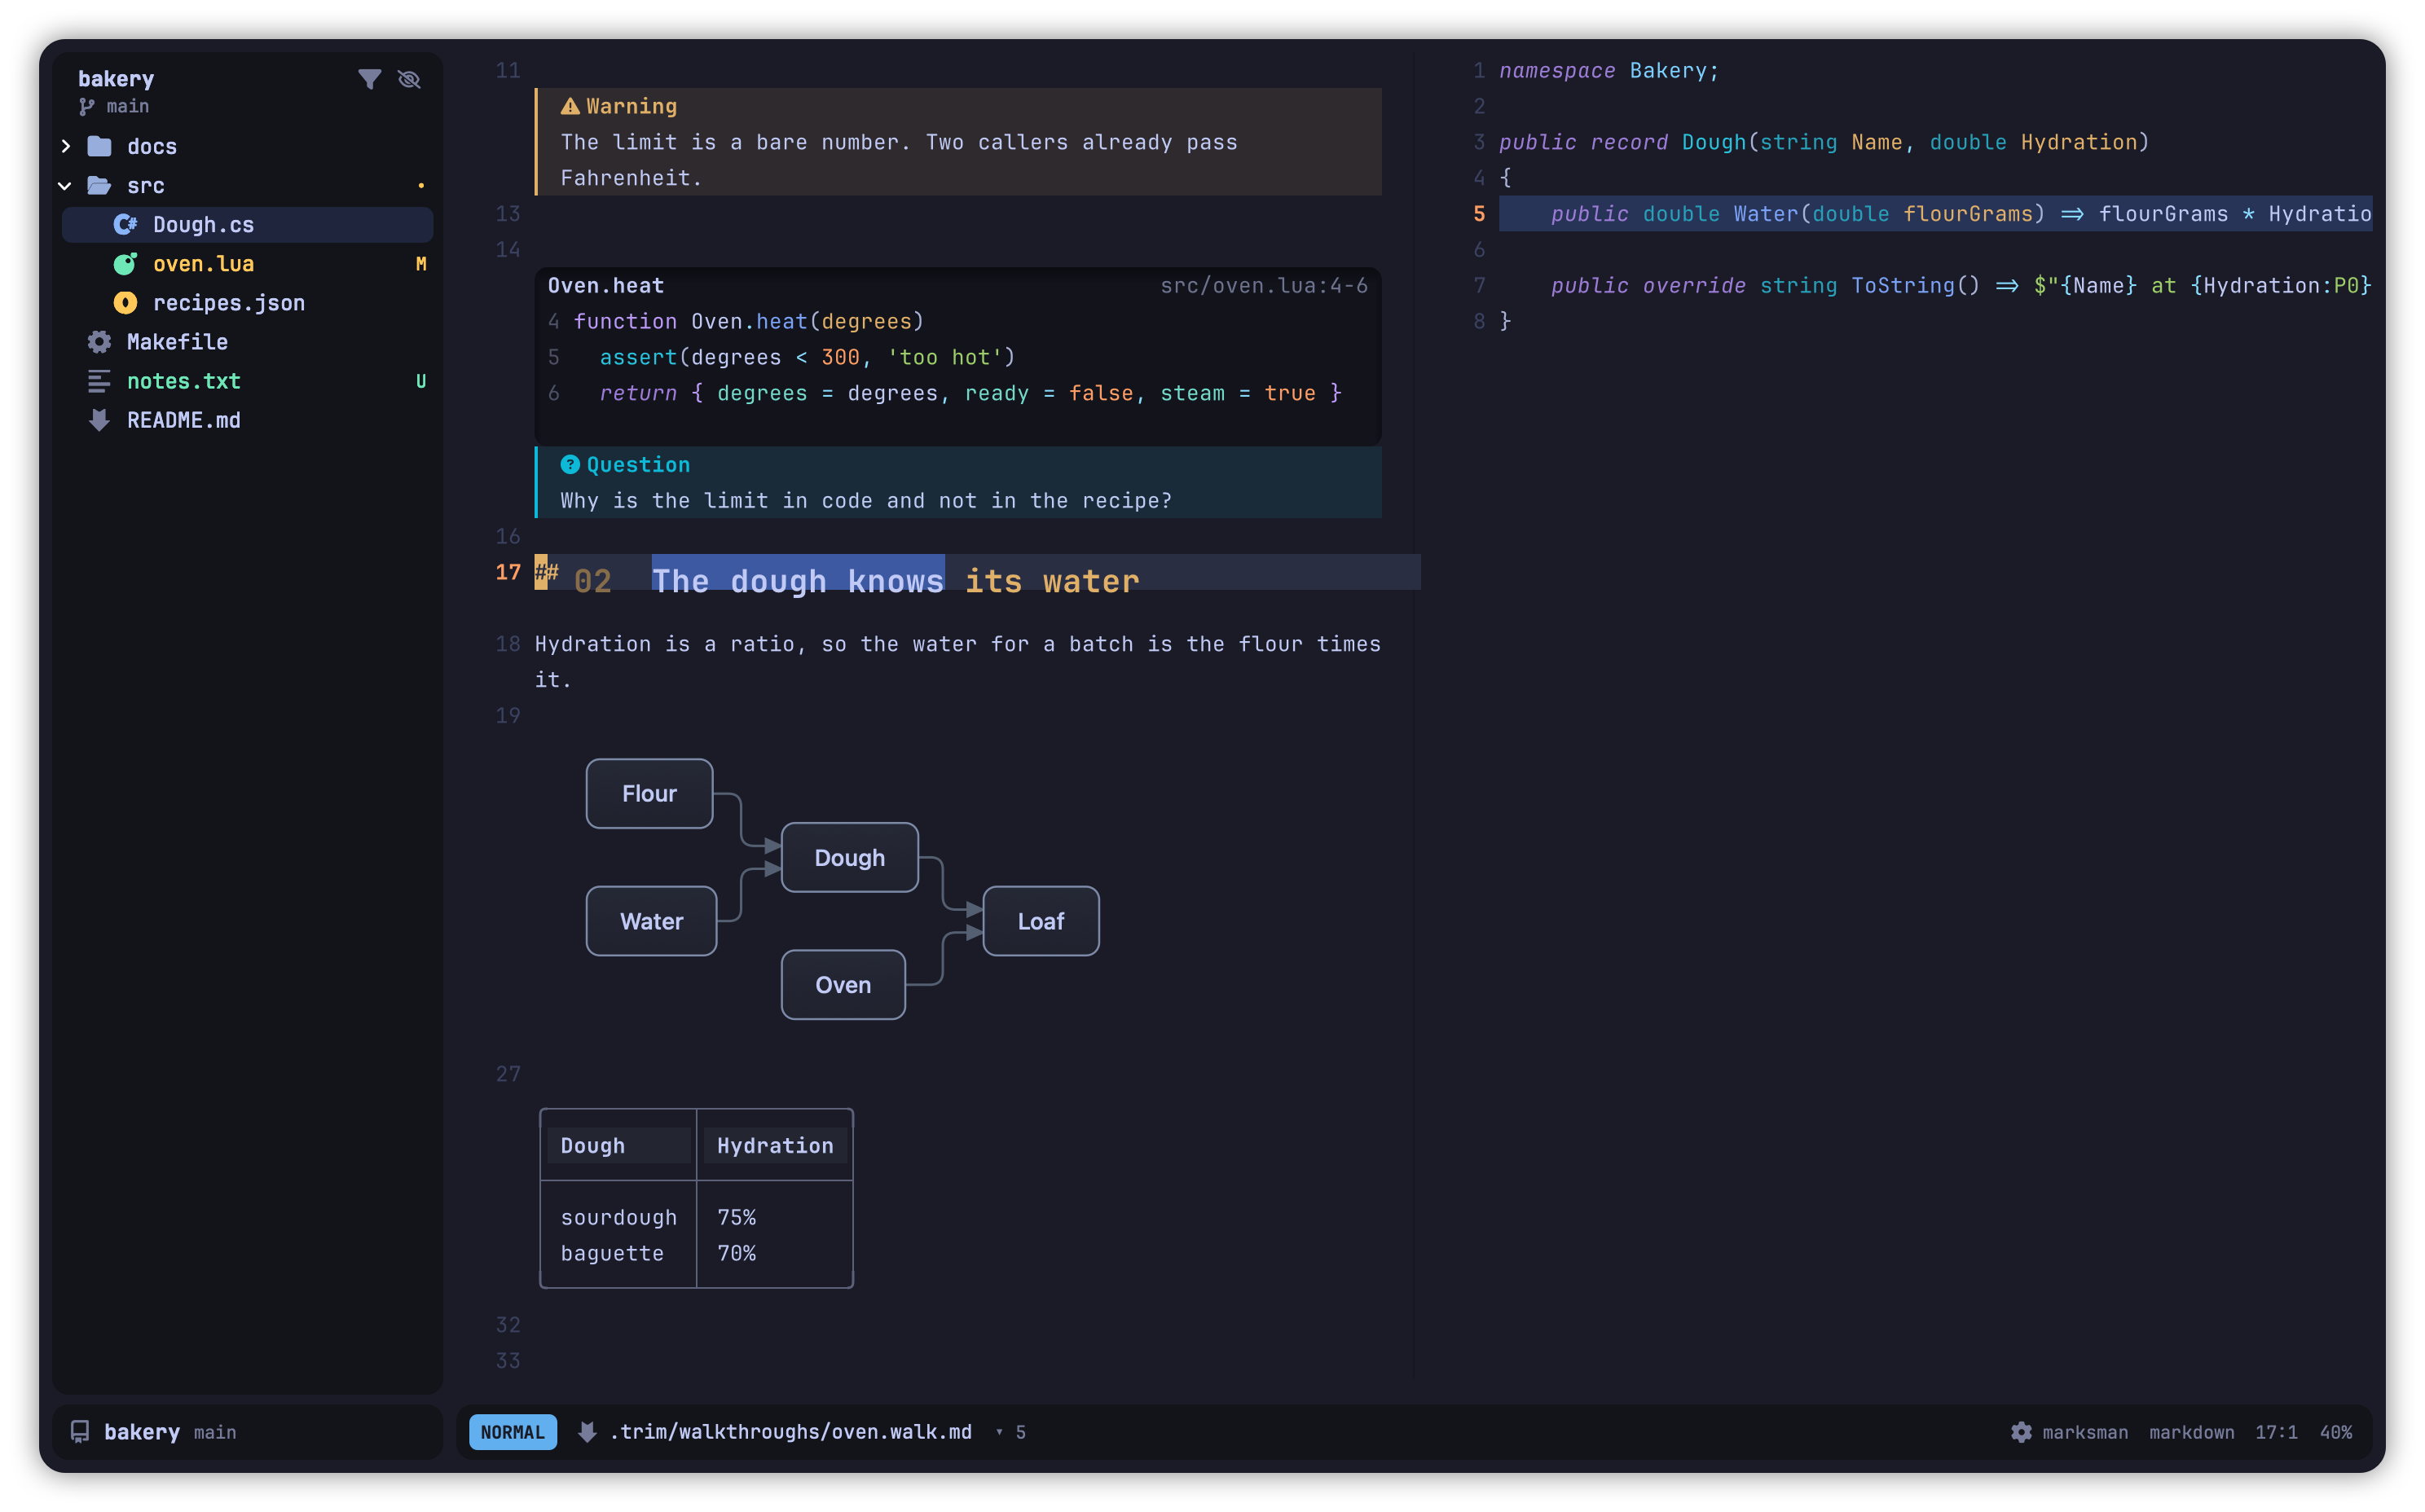 bakery
main
docs
src
Dough.cs
oven.lua M
recipes.json
Makefile
notes.txt U
README.md
bakery main
11
Warning
The limit is a bare number. Two callers already pass
Fahrenheit.
13
14
Oven.heat src/oven.lua:4-6
4 function Oven.heat(degrees)
5 assert(degrees < 300, 'too hot')
6 return { degrees = degrees, ready = false, steam = true }
Question
Why is the limit in code and not in the recipe?
16
17 ## 02 The dough knows its water
18 Hydration is a ratio, so the water for a batch is the flour times
it.
19
Flour
Dough
Water
Loaf
Oven
27
Dough Hydration
sourdough 75%
baguette 70%
32
33
1 namespace Bakery;
2
3 public record Dough(string Name, double Hydration)
4 {
5 public double Water(double flourGrams) => flourGrams * Hydratio
6
7 public override string ToString() => $"{Name} at {Hydration:P0}
8 }
NORMAL .trim/walkthroughs/oven.walk.md ▾ 5 marksman markdown 17:1 40%